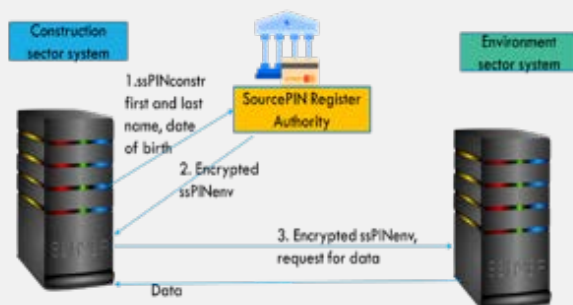 Construction
sector system
Environment
sector system
1.ssPINconstr
first and last
name, date
of birth
SourcePIN Register
Authority
2. Encrypted
ssPINenv
3. Encrypted ssPINenv,
request for data
Data